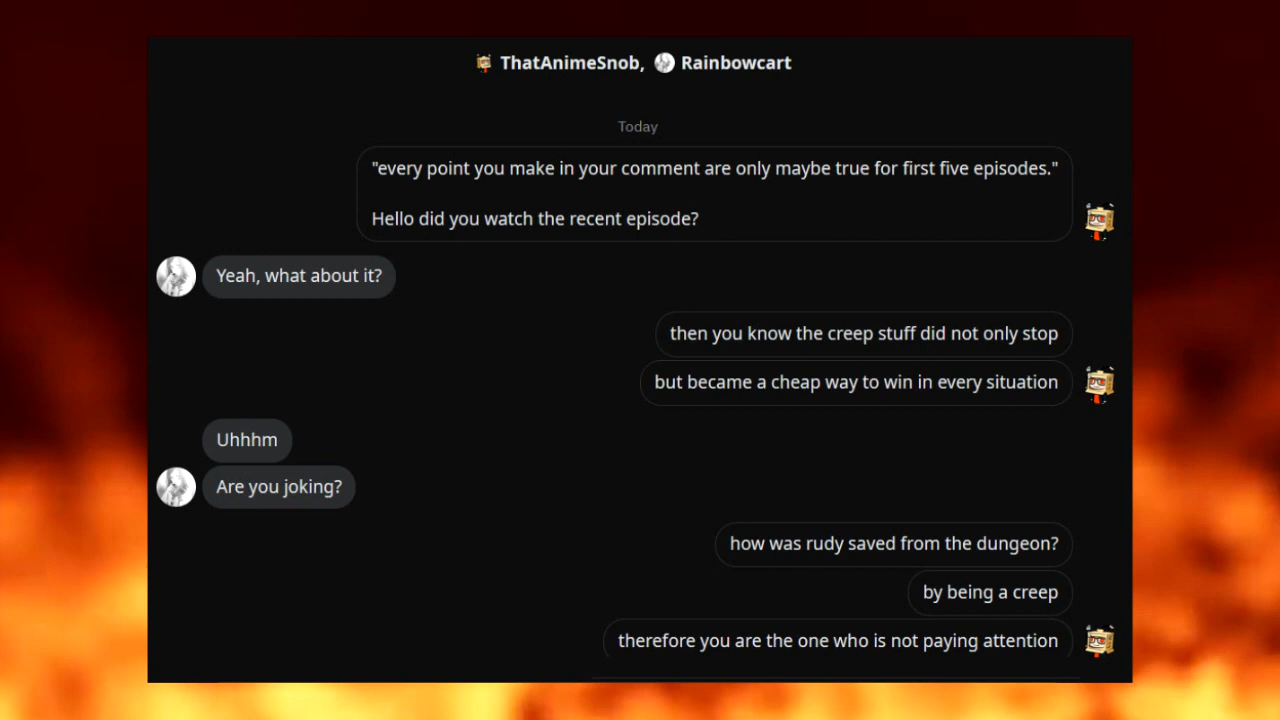 ThatAnimeSnob, Rainbowcart
Today
"every point you make in your comment are only maybe true for first five episodes."
Hello did you watch the recent episode?
Yeah, what about it?
then you know the creep stuff did not only stop
but became a cheap way to win in every situation
Uhhhm
Are you joking?
how was rudy saved from the dungeon?
by being a creep
therefore you are the one who is not paying attention